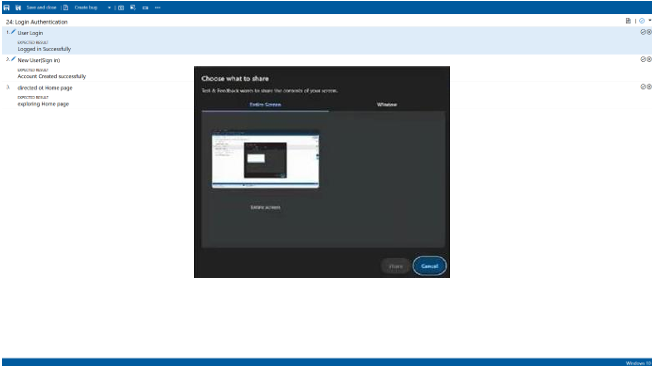 Save and close
Create bug
24: Login Authentication
1. User Login
EXPECTED RESULT
Logged in Successfully
2. New User(Sign in)
EXPECTED RESULT
Account Created successfully
3. directed ot Home page
EXPECTED RESULT
exploring Home page
Choose what to share
Test & Feedback wants to share the contents of your screen.
Entire Screen Window
Entire screen
Share Cancel
Windows 10